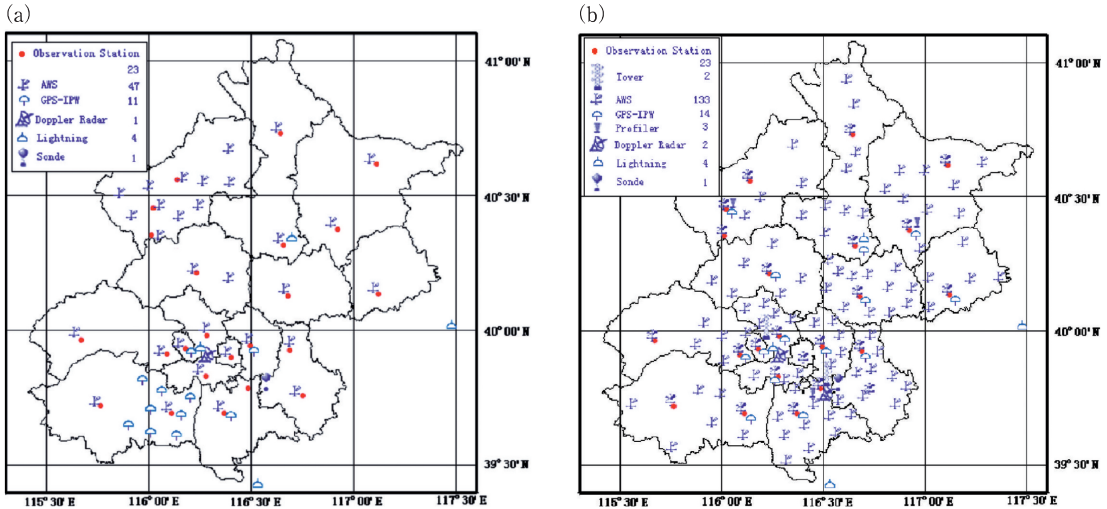 (a)
Observation Station
23
AWS 47
GPS-IPW 11
Doppler Radar 1
Lightning 4
Sonde 1
41°00′N
40°30′N
40°00′N
39°30′N
115°30′E 116°00′E 116°30′E 117°00′E 117°30′E
(b)
Observation Station
23
Tover 2
AWS 133
GPS-IPW 14
Profiler 3
Doppler Radar 2
Lightning 4
Sonde 1
41°00′N
40°30′N
40°00′N
39°30′N
115°30′E 116°00′E 116°30′E 117°00′E 117°30′E